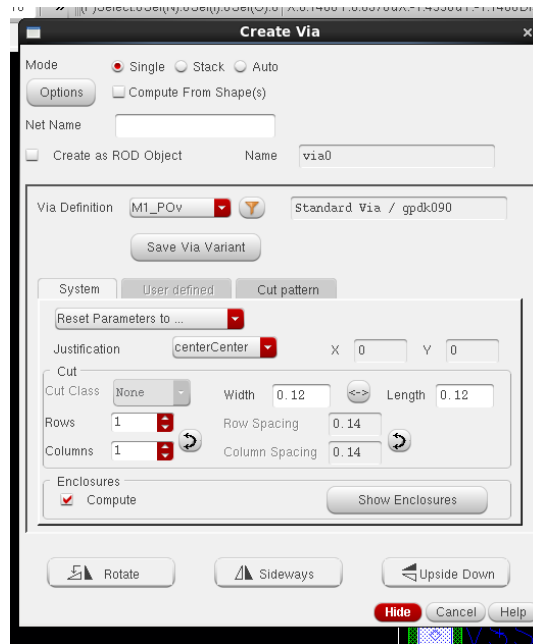 Create Via
Mode Single Stack Auto
Options Compute From Shape(s)
Net Name
Create as ROD Object Name via0
Via Definition M1_POv Standard Via / gpdk090
Save Via Variant
System User defined Cut pattern
Reset Parameters to ...
Justification centerCenter X 0 Y 0
Cut
Cut Class None Width 0.12 <-> Length 0.12
Rows 1 Row Spacing 0.14
Columns 1 Column Spacing 0.14
Enclosures
Compute Show Enclosures
Rotate Sideways Upside Down
Hide Cancel Help